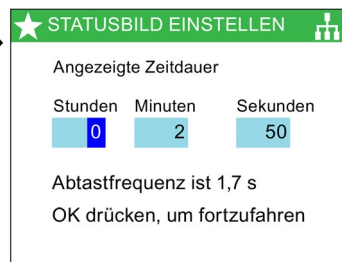 STATUSBILD EINSTELLEN
Angezeigte Zeitdauer
Stunden Minuten Sekunden
0 2 50
Abtastfrequenz ist 1,7 s
OK drücken, um fortzufahren